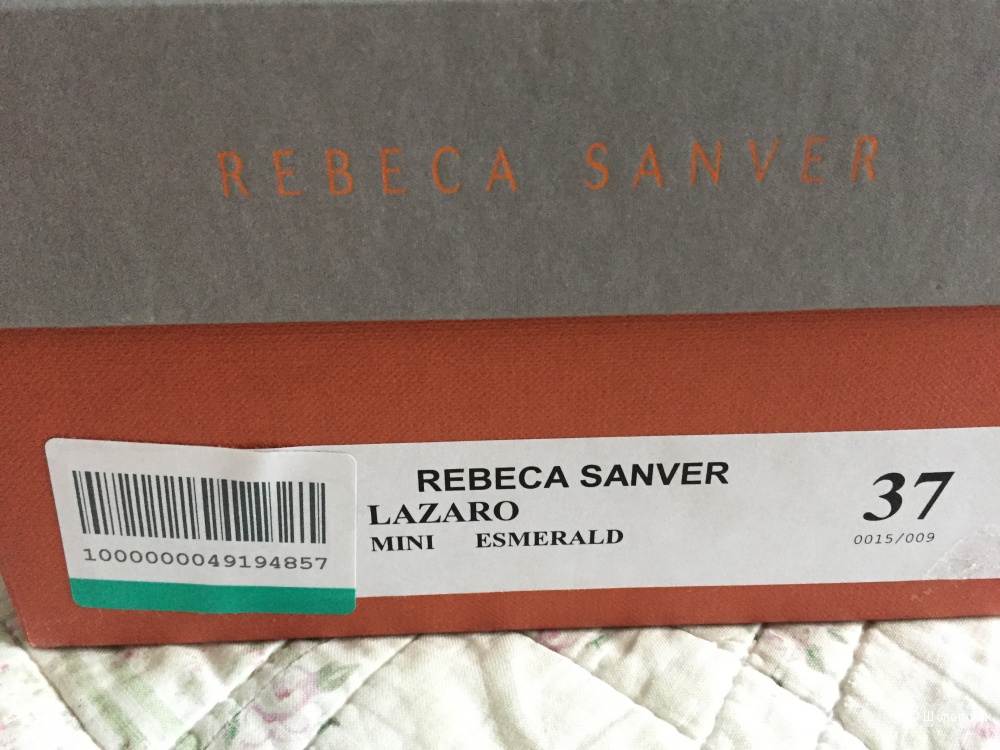 REBECA SANVER
REBECA SANVER
LAZARO
MINI ESMERALD
37
0015/009
1000000049194857